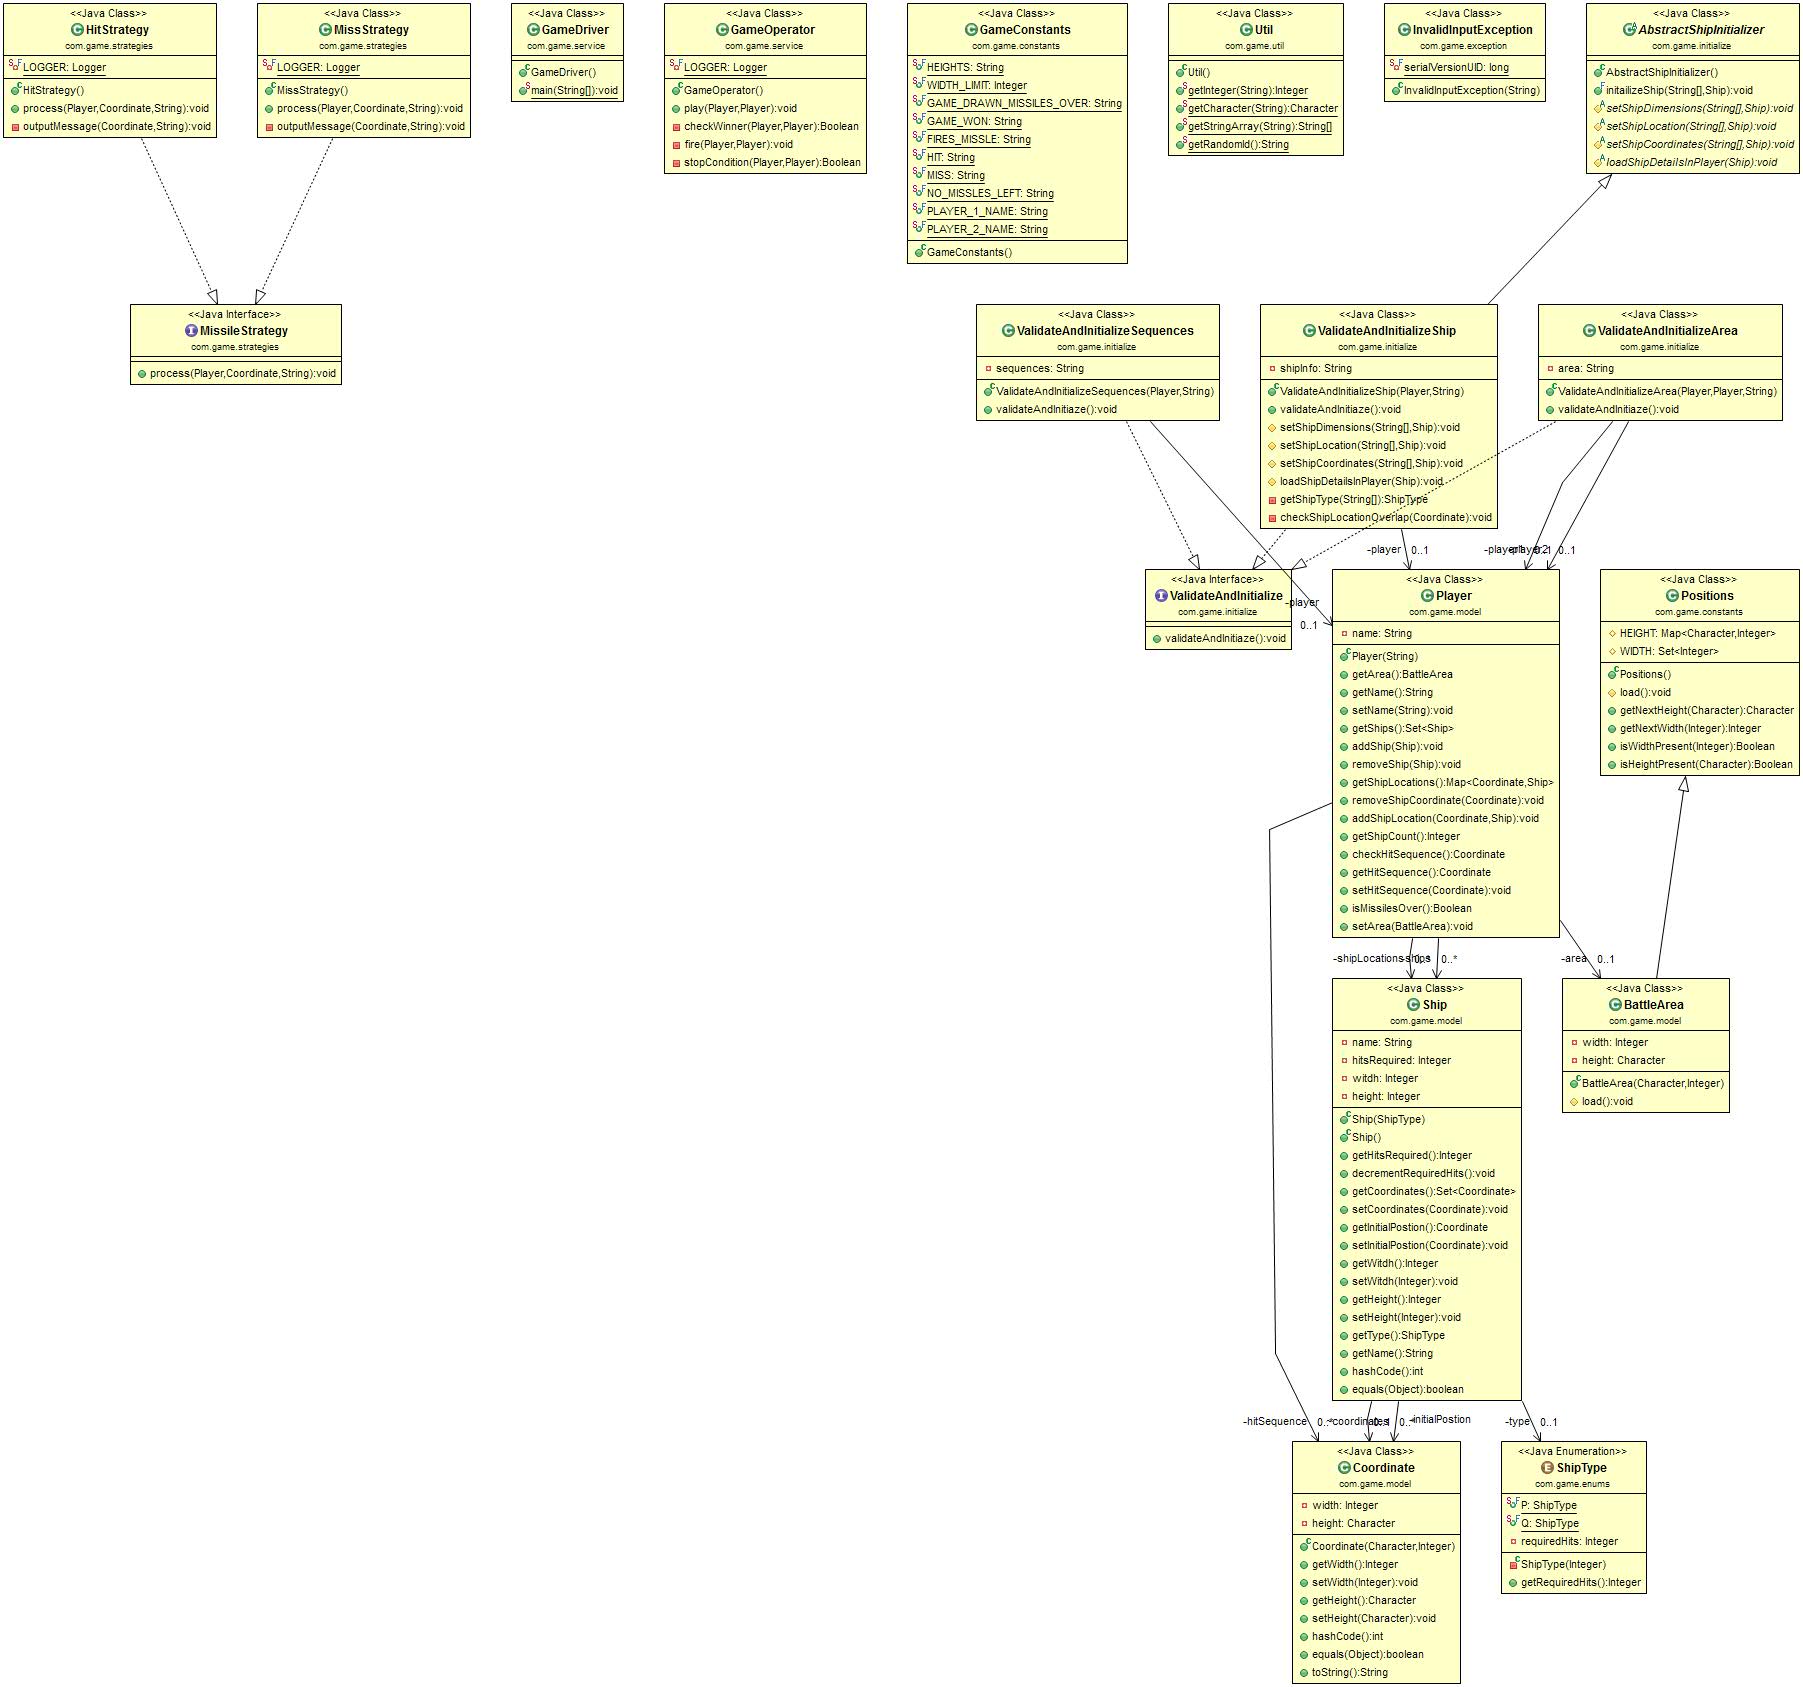 <<Java Class>>
HitStrategy
com.game.strategies
LOGGER: Logger
HitStrategy()
process(Player,Coordinate,String):void
outputMessage(Coordinate,String):void
<<Java Class>>
MissStrategy
com.game.strategies
LOGGER: Logger
MissStrategy()
process(Player,Coordinate,String):void
outputMessage(Coordinate,String):void
<<Java Class>>
GameDriver
com.game.service
GameDriver()
main(String[]):void
<<Java Class>>
GameOperator
com.game.service
LOGGER: Logger
GameOperator()
play(Player,Player):void
checkWinner(Player,Player):Boolean
fire(Player,Player):void
stopCondition(Player,Player):Boolean
<<Java Class>>
GameConstants
com.game.constants
HEIGHTS: String
WIDTH_LIMIT: Integer
GAME_DRAWN_MISSILES_OVER: String
GAME_WON: String
FIRES_MISSLE: String
HIT: String
MISS: String
NO_MISSLES_LEFT: String
PLAYER_1_NAME: String
PLAYER_2_NAME: String
GameConstants()
<<Java Class>>
Util
com.game.util
Util()
getInteger(String):Integer
getCharacter(String):Character
getStringArray(String):String[]
getRandomId():String
<<Java Class>>
InvalidInputException
com.game.exception
serialVersionUID: long
InvalidInputException(String)
<<Java Class>>
AbstractShipInitializer
com.game.initialize
AbstractShipInitializer()
initailizeShip(String[],Ship):void
setShipDimensions(String[],Ship):void
setShipLocation(String[],Ship):void
setShipCoordinates(String[],Ship):void
loadShipDetailsInPlayer(Ship):void
<<Java Interface>>
MissileStrategy
com.game.strategies
process(Player,Coordinate,String):void
<<Java Class>>
ValidateAndInitializeSequences
com.game.initialize
sequences: String
ValidateAndInitializeSequences(Player,String)
validateAndInitiaze():void
<<Java Class>>
ValidateAndInitializeShip
com.game.initialize
shipInfo: String
ValidateAndInitializeShip(Player,String)
validateAndInitiaze():void
setShipDimensions(String[],Ship):void
setShipLocation(String[],Ship):void
setShipCoordinates(String[],Ship):void
loadShipDetailsInPlayer(Ship):void
getShipType(String[]):ShipType
checkShipLocationOverlap(Coordinate):void
<<Java Class>>
ValidateAndInitializeArea
com.game.initialize
area: String
ValidateAndInitializeArea(Player,Player,String)
validateAndInitiaze():void
-player 0..1
-player2 0..1
<<Java Interface>>
ValidateAndInitialize
com.game.initialize
validateAndInitiaze():void
-player
0..1
<<Java Class>>
Player
com.game.model
name: String
Player(String)
getArea():BattleArea
getName():String
setName(String):void
getShips():Set<Ship>
addShip(Ship):void
removeShip(Ship):void
getShipLocations():Map<Coordinate,Ship>
removeShipCoordinate(Coordinate):void
addShipLocation(Coordinate,Ship):void
getShipCount():Integer
checkHitSequence():Coordinate
getHitSequence():Coordinate
setHitSequence(Coordinate):void
isMissilesOver():Boolean
setArea(BattleArea):void
<<Java Class>>
Positions
com.game.constants
HEIGHT: Map<Character,Integer>
WIDTH: Set<Integer>
Positions()
load():void
getNextHeight(Character):Character
getNextWidth(Integer):Integer
isWidthPresent(Integer):Boolean
isHeightPresent(Character):Boolean
-shipLocations
-ships 0..*
-area 0..1
<<Java Class>>
Ship
com.game.model
name: String
hitsRequired: Integer
witdh: Integer
height: Integer
Ship(ShipType)
Ship()
getHitsRequired():Integer
decrementRequiredHits():void
getCoordinates():Set<Coordinate>
setCoordinates(Coordinate):void
getInitialPostion():Coordinate
setInitialPostion(Coordinate):void
getWitdh():Integer
setWitdh(Integer):void
getHeight():Integer
setHeight(Integer):void
getType():ShipType
getName():String
hashCode():int
equals(Object):boolean
<<Java Class>>
BattleArea
com.game.model
width: Integer
height: Character
BattleArea(Character,Integer)
load():void
-hitSequence 0..*
-coordinates 0..*
-initialPostion
-type 0..1
<<Java Class>>
Coordinate
com.game.model
width: Integer
height: Character
Coordinate(Character,Integer)
getWidth():Integer
setWidth(Integer):void
getHeight():Character
setHeight(Character):void
hashCode():int
equals(Object):boolean
toString():String
<<Java Enumeration>>
ShipType
com.game.enums
P: ShipType
Q: ShipType
requiredHits: Integer
ShipType(Integer)
getRequiredHits():Integer